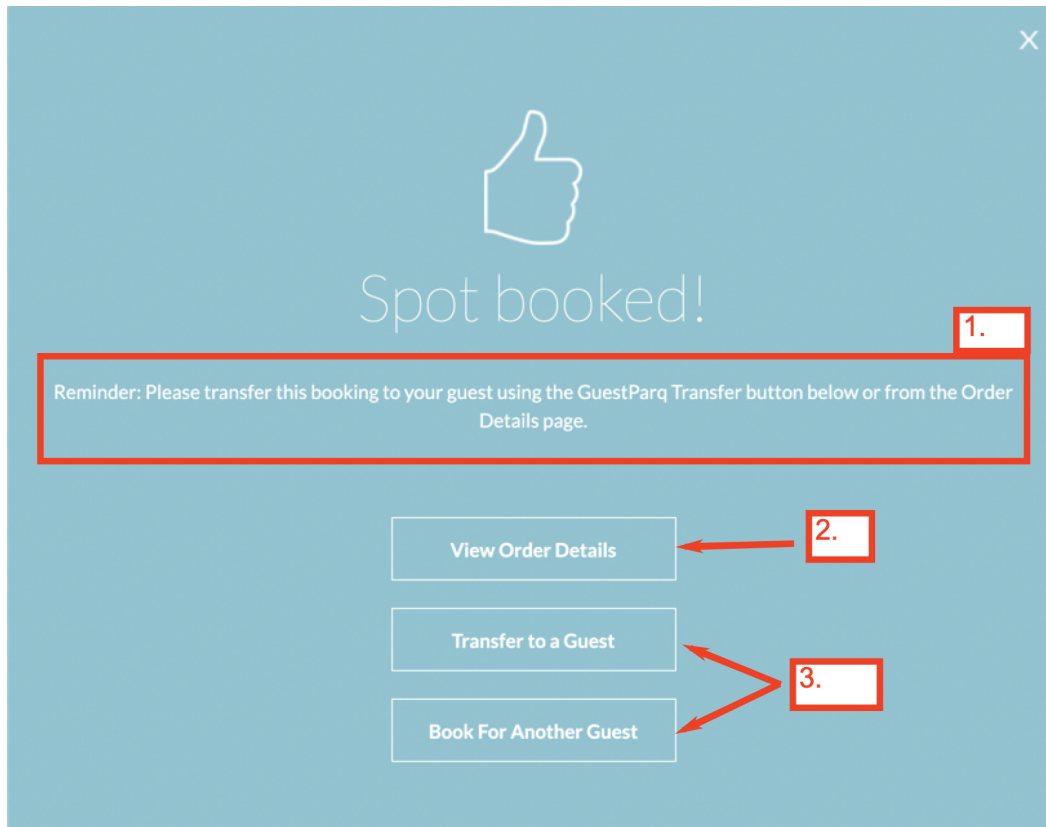 X
Spot booked!
1.
Reminder: Please transfer this booking to your guest using the GuestParq Transfer button below or from the Order
Details page.
View Order Details
2.
Transfer to a Guest
3.
Book For Another Guest